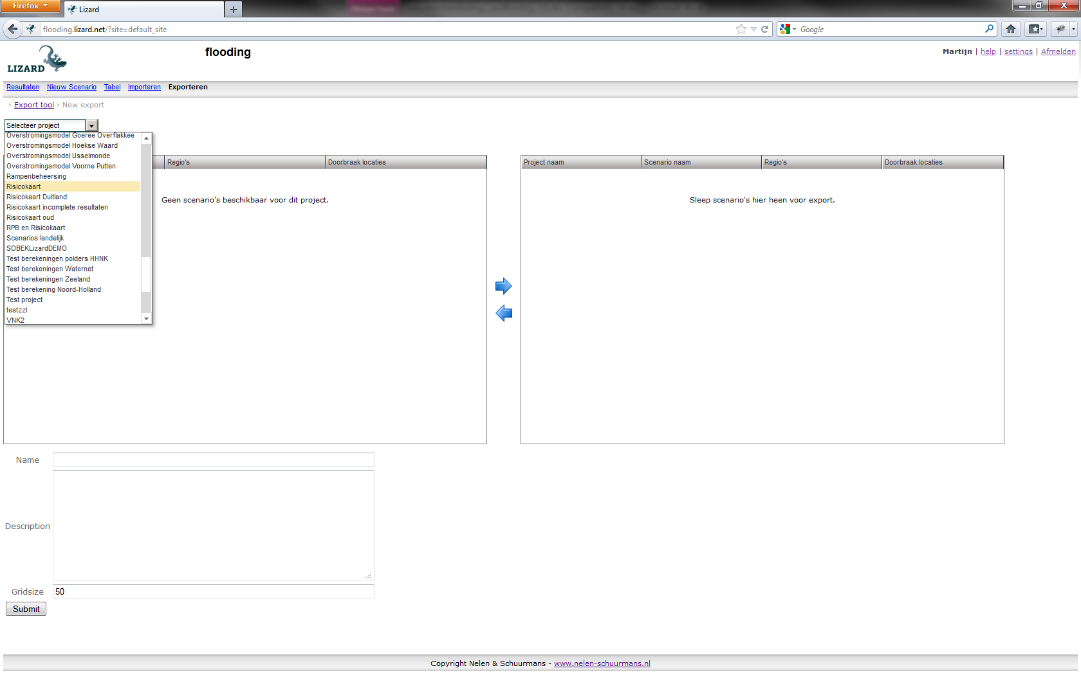 Firefox
Lizard
flooding.lizard.net/?site=default_site
Google
LIZARD
flooding
Martijn | help | settings | Afmelden
Resultaten Nieuw Scenario Tabel Importeren Exporteren
› Export tool › New export
Selecteer project
Overstromingsmodel Goeree Overflakkee
Overstromingsmodel Hoekse Waard
Overstromingsmodel IJsselmonde
Overstromingsmodel Voorne Putten
Rampenbeheersing
Risicokaart
Risicokaart Duitland
Risicokaart incomplete resultaten
Risicokaart oud
RPB en Risicokaart
Scenarios landelijk
SOBEKLizardDEMO
Test berekeningen polders HHNK
Test berekeningen Waternet
Test berekeningen Zeeland
Test berekening Noord-Holland
Test project
testzzl
VNK2
Regio's Doorbraak locaties
Geen scenario's beschikbaar voor dit project.
Project naam Scenario naam Regio's Doorbraak locaties
Sleep scenario's hier heen voor export.
Name
Description
Gridsize 50
Submit
Copyright Nelen & Schuurmans - www.nelen-schuurmans.nl